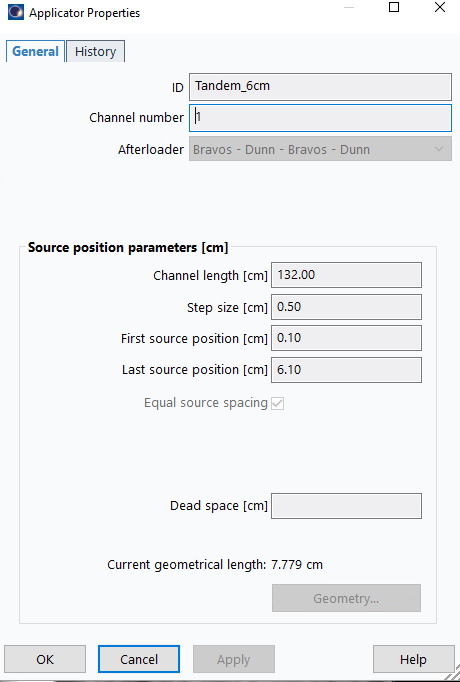 Applicator Properties
General History
ID Tandem_6cm
Channel number 1
Afterloader Bravos - Dunn - Bravos - Dunn
Source position parameters [cm]
Channel length [cm] 132.00
Step size [cm] 0.50
First source position [cm] 0.10
Last source position [cm] 6.10
Equal source spacing
Dead space [cm]
Current geometrical length: 7.779 cm
Geometry...
OK Cancel Apply Help